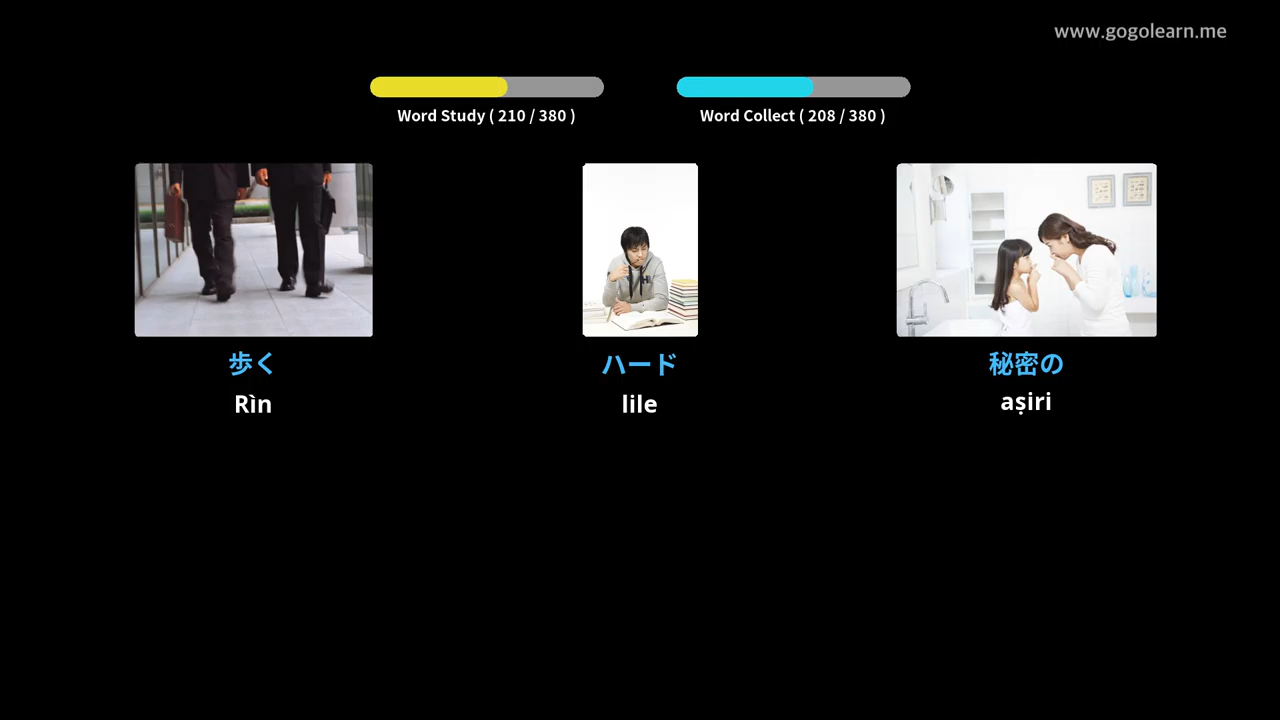 www.gogolearn.me
Word Study ( 210 / 380 )
Word Collect ( 208 / 380 )
歩く
ハード
秘密の
Rìn
lile
aṣiri